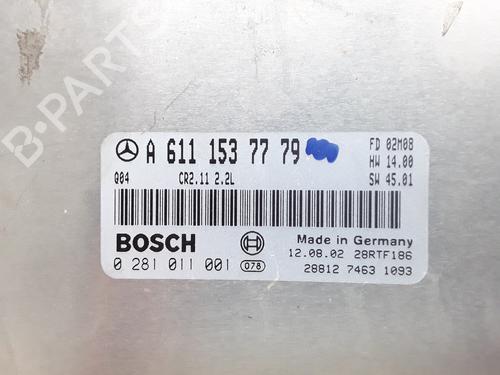 B-PARTS
A 611 153 77 79
FD 02M08
HW 14.00
Q04 CR2.11 2.2L
SW 45.01
BOSCH
Made in Germany
12.08.02 28RTF186
0 281 011 001 078
28812 7463 1093